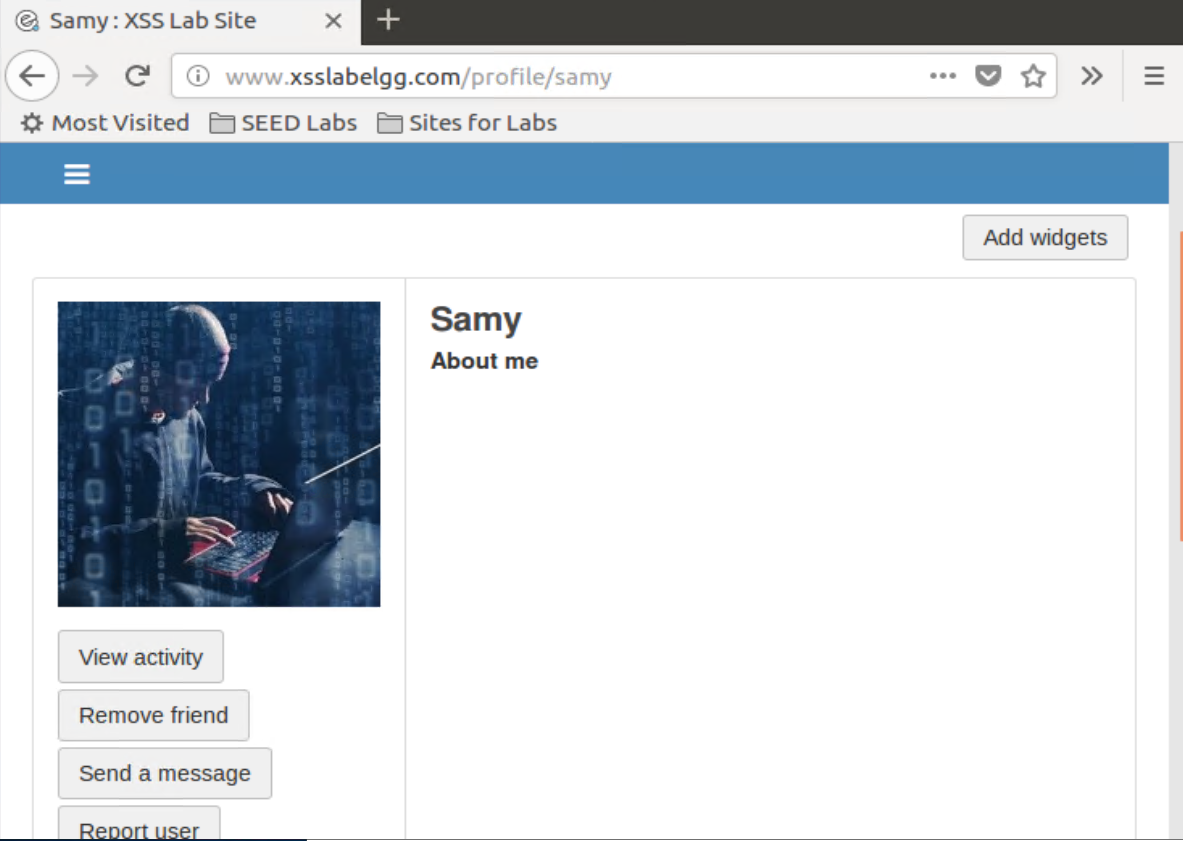 Samy : XSS Lab Site
www.xsslabelgg.com/profile/samy
Most Visited SEED Labs Sites for Labs
Add widgets
Samy
About me
View activity
Remove friend
Send a message
Report user